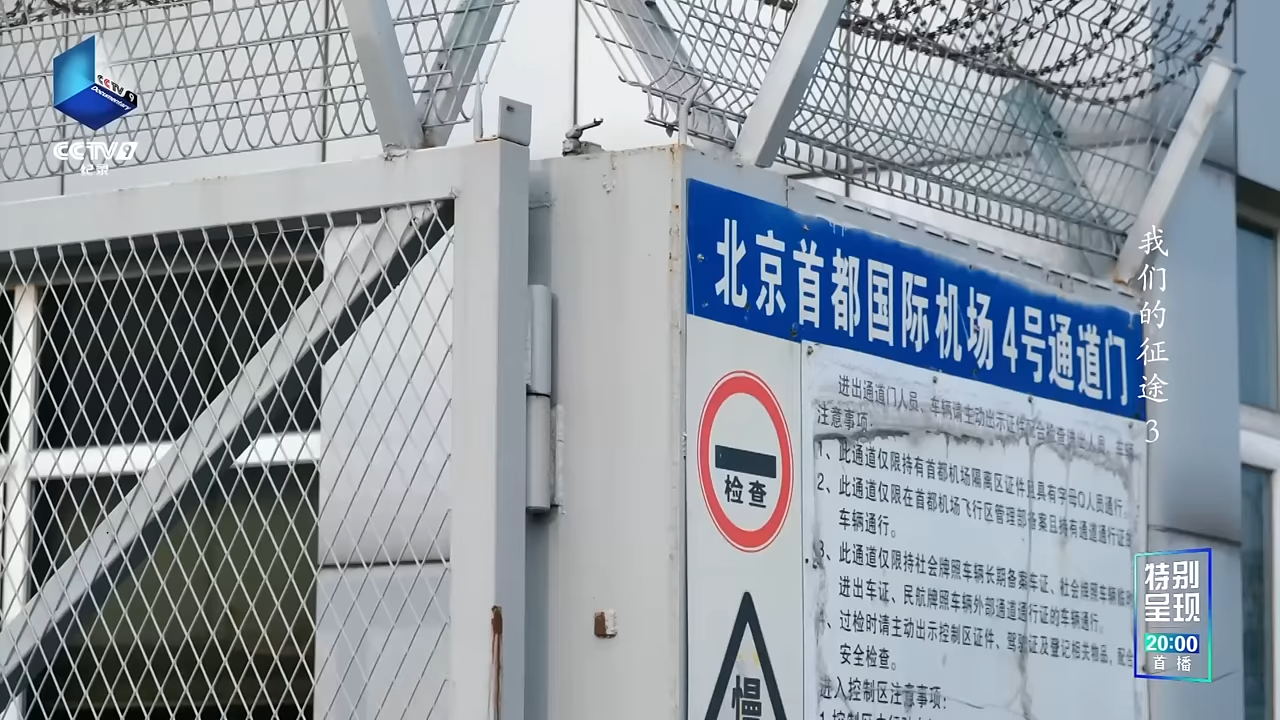 CCTV 9
Documentary
CCTV9
纪录
北京首都国际机场4号通道门
检查
慢
进出通道门人员、车辆请主动出示证件
注意事项：
1、此通道仅限持有首都机场隔离区证件且具有字母O人员通行。
2、此通道仅限在首都机场飞行区管理部备案且持有通道通行证的
车辆通行。
3、此通道仅限持社会牌照车辆长期备案车证、社会牌照车辆临时
进出车证、民航牌照车辆外部通道通行证的车辆通行。
4、过检时请主动出示控制区证件、驾驶证及登记相关物品，配合
安全检查。
进入控制区注意事项：
我们的征途3
特别
呈现
20:00
首播